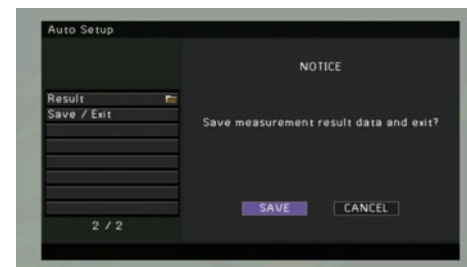 Auto Setup
NOTICE
Result
Save / Exit
Save measurement result data and exit?
SAVE CANCEL
2 / 2